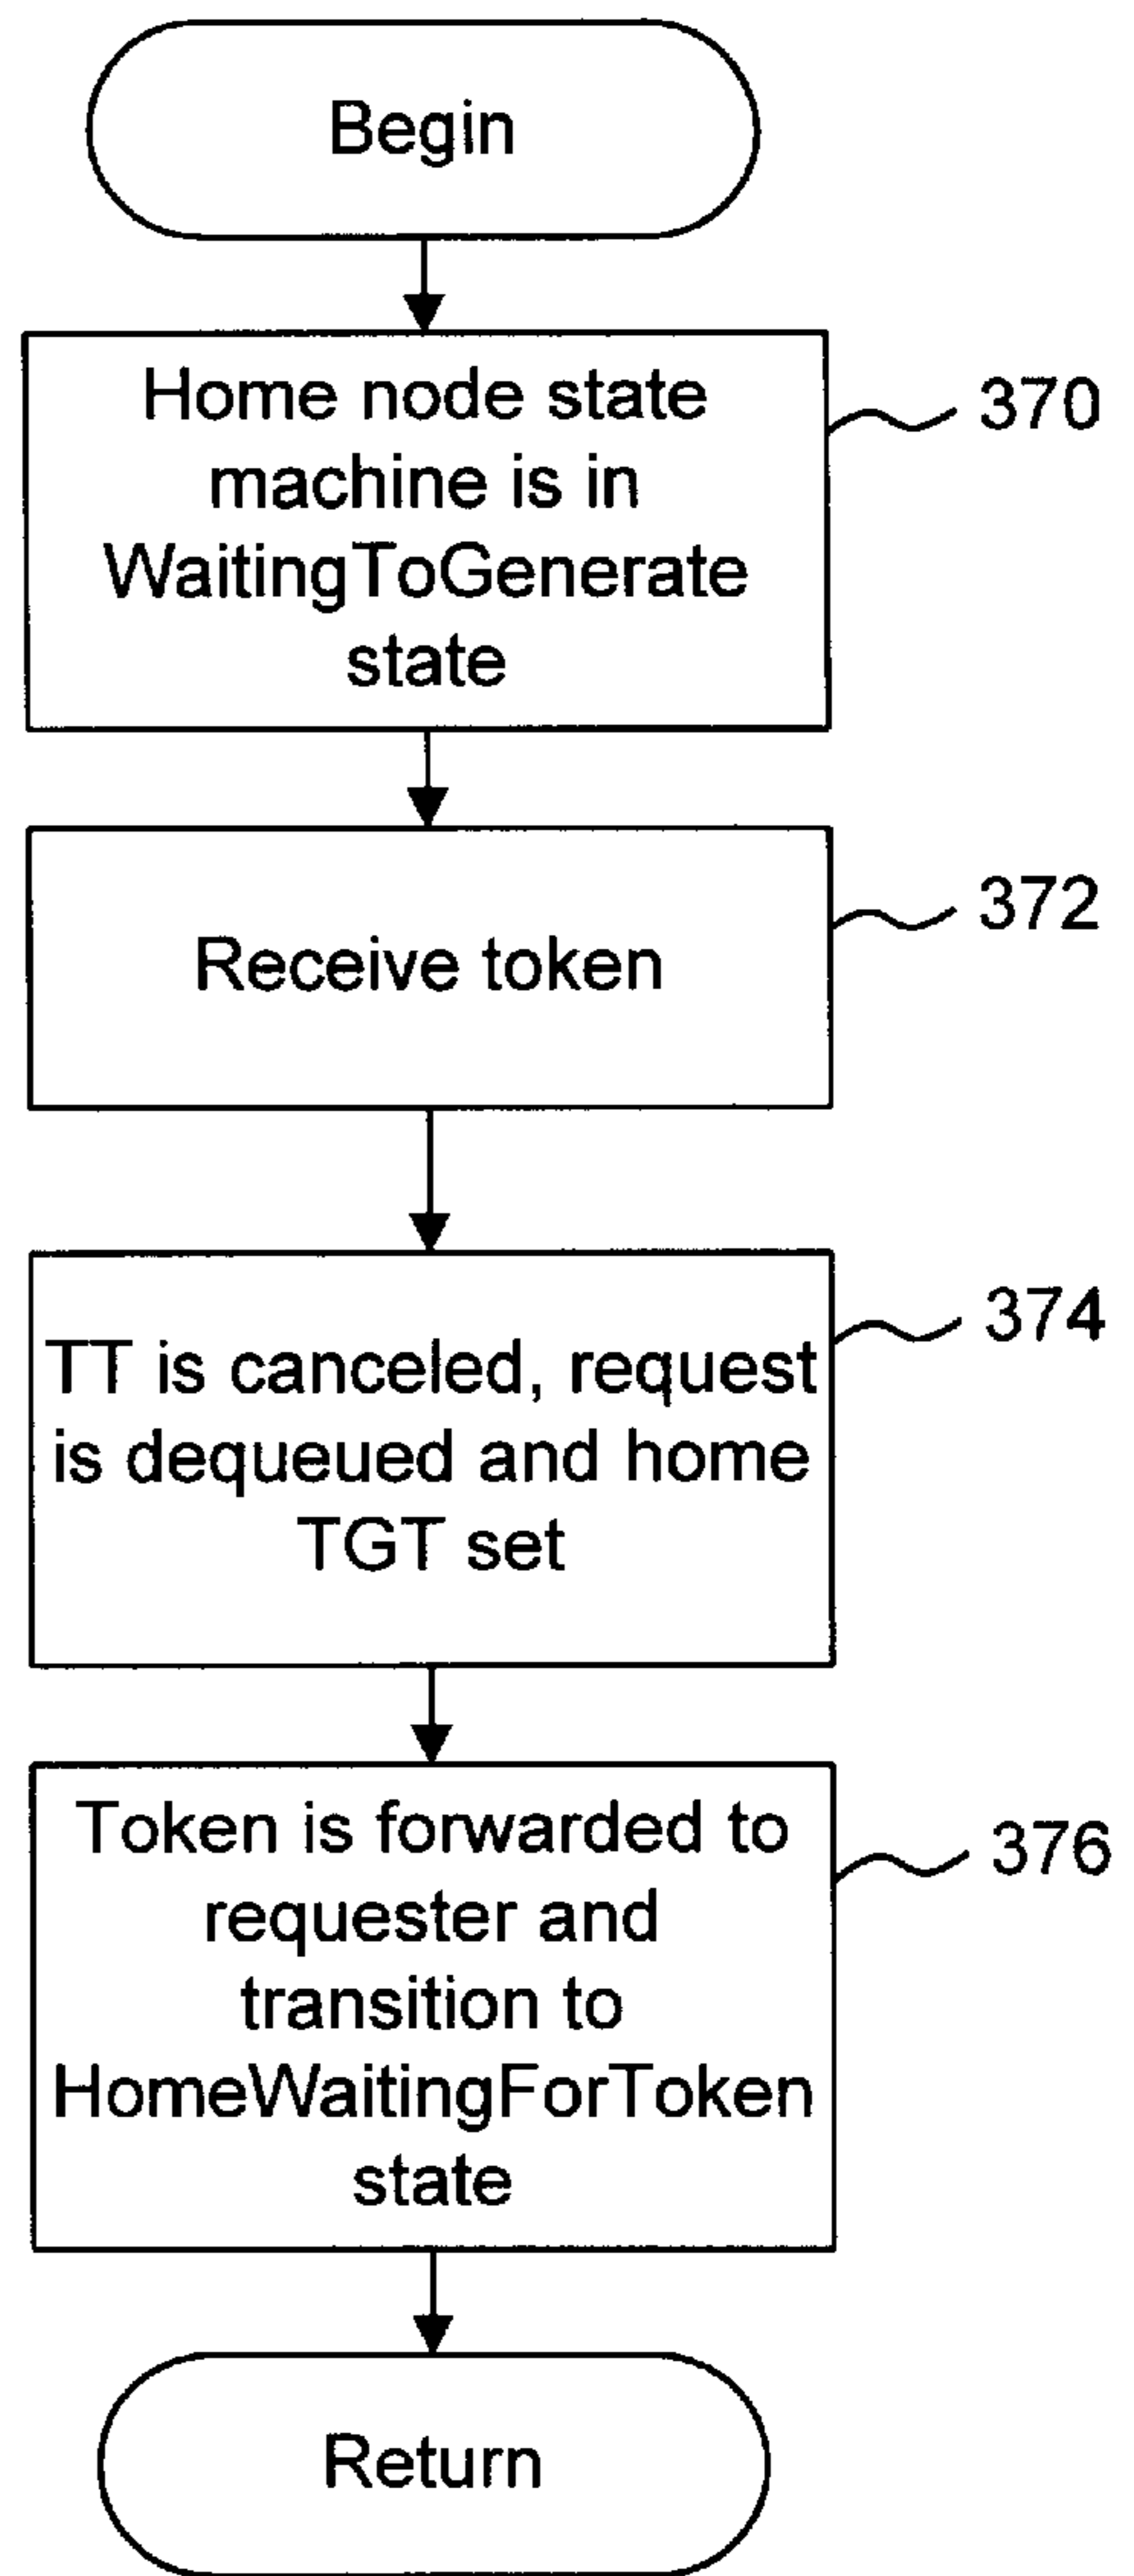 Begin
Home node state
machine is in
WaitingToGenerate
state
370
Receive token
372
TT is canceled, request
is dequeued and home
TGT set
374
Token is forwarded to
requester and
transition to
HomeWaitingForToken
state
376
Return